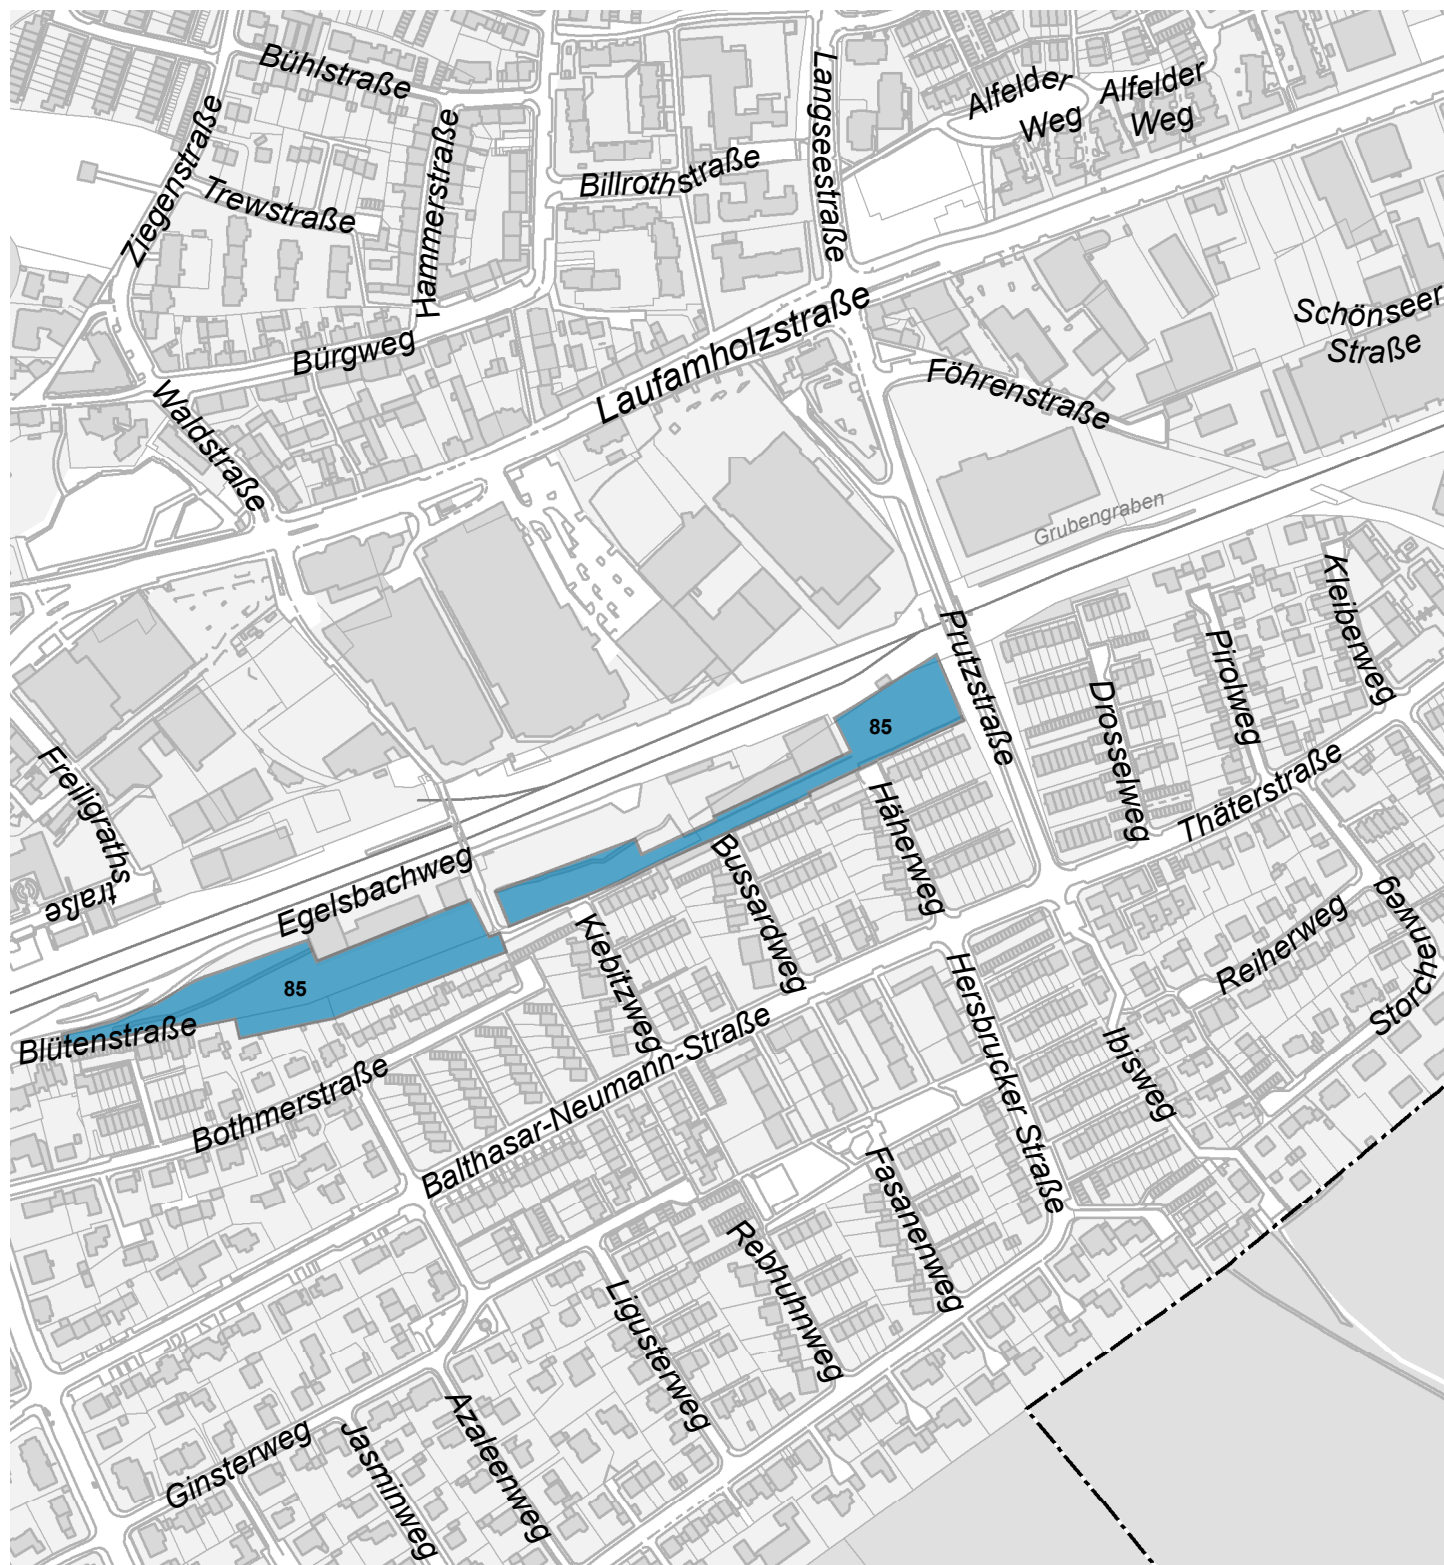 Bühlstraße
Langseestraße
Alfelder
Weg
Alfelder
Weg
Ziegenstraße
Hammerstraße
Billrothstraße
Trewstraße
Schönseer
Straße
Laufamholzstraße
Bürgweg
Föhrenstraße
Waldstraße
Grubengraben
Kleiberweg
Prutzstraße
Pirolweg
Drosselweg
85
Freiligraths
straße
Thäterstraße
Häherweg
Bussardweg
Egelsbachweg
Storchenweg
Reiherweg
Kiebitzweg
Hersbrucker Straße
85
Blütenstraße
Balthasar-Neumann-Straße
Ibisweg
Bothmerstraße
Fasanenweg
Rebhuhnweg
Ligusterweg
Azaleenweg
Ginsterweg
Jasminweg